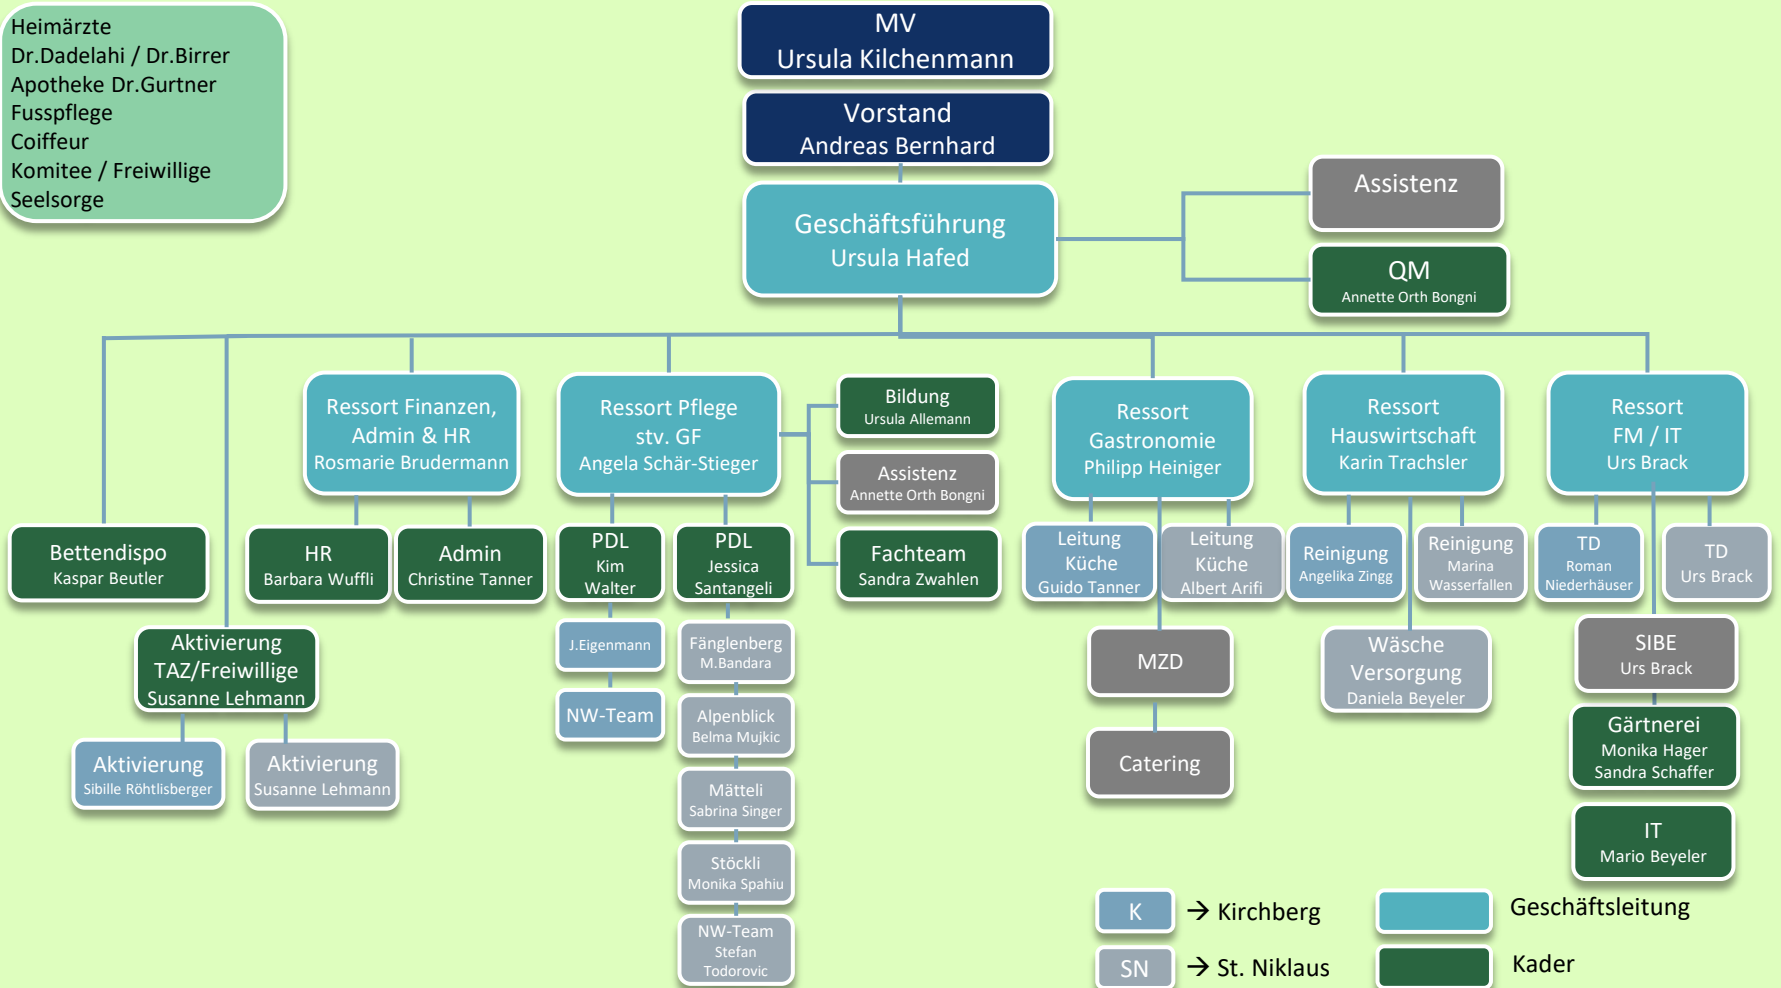 Heimärzte
Dr.Dadelahi / Dr.Birrer
Apotheke Dr.Gurtner
Fusspflege
Coiffeur
Komitee / Freiwillige
Seelsorge
MV
Ursula Kilchenmann
Vorstand
Andreas Bernhard
Geschäftsführung
Ursula Hafed
Assistenz
QM
Annette Orth Bongni
Ressort Finanzen,
Admin & HR
Rosmarie Brudermann
Ressort Pflege
stv. GF
Angela Schär-Stieger
Bildung
Ursula Allemann
Assistenz
Annette Orth Bongni
Fachteam
Sandra Zwahlen
Ressort
Gastronomie
Philipp Heiniger
Ressort
Hauswirtschaft
Karin Trachsler
Ressort
FM / IT
Urs Brack
Bettendispo
Kaspar Beutler
HR
Barbara Wuffli
Admin
Christine Tanner
PDL
Kim
Walter
PDL
Jessica
Santangeli
Leitung
Küche
Guido Tanner
Leitung
Küche
Albert Arifi
Reinigung
Angelika Zingg
Reinigung
Marina
Wasserfallen
TD
Roman
Niederhäuser
TD
Urs Brack
Aktivierung
TAZ/Freiwillige
Susanne Lehmann
J.Eigenmann
Fänglenberg
M.Bandara
MZD
Wäsche
Versorgung
Daniela Beyeler
SIBE
Urs Brack
NW-Team
Alpenblick
Belma Mujkic
Gärtnerei
Monika Hager
Sandra Schaffer
Aktivierung
Sibille Röhtlisberger
Aktivierung
Susanne Lehmann
Mätteli
Sabrina Singer
Catering
IT
Mario Beyeler
Stöckli
Monika Spahiu
NW-Team
Stefan
Todorovic
K → Kirchberg
Geschäftsleitung
SN → St. Niklaus
Kader